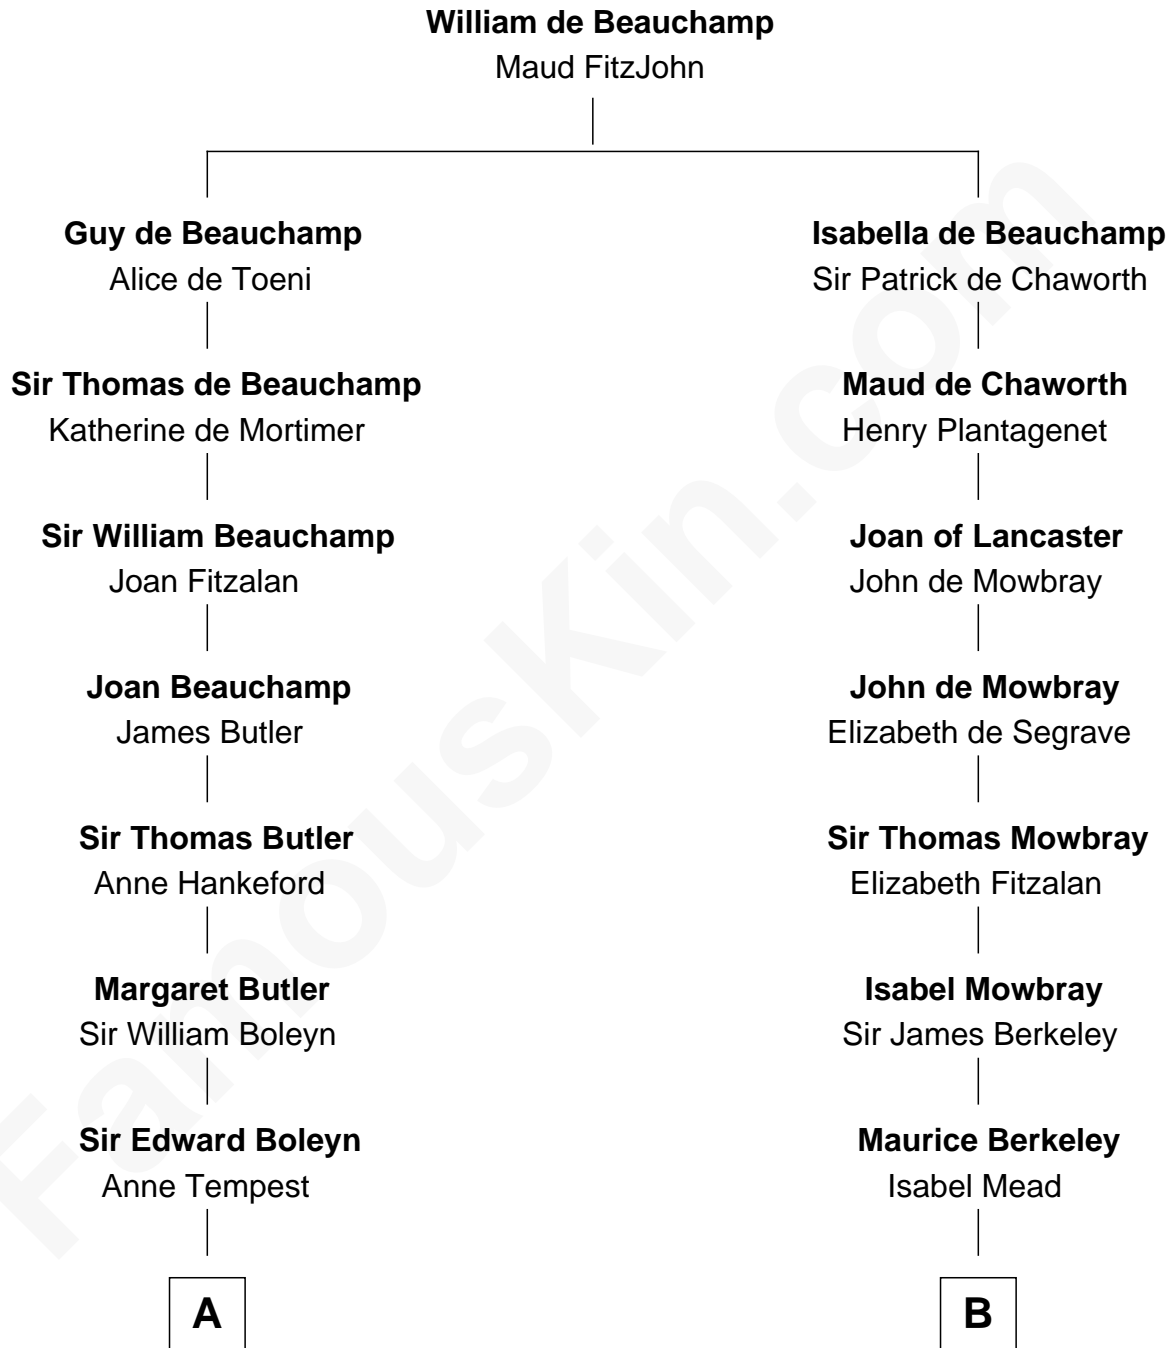 William de Beauchamp
Maud FitzJohn
Guy de Beauchamp
Alice de Toeni
Isabella de Beauchamp
Sir Patrick de Chaworth
Sir Thomas de Beauchamp
Katherine de Mortimer
Maud de Chaworth
Henry Plantagenet
Sir William Beauchamp
Joan Fitzalan
Joan of Lancaster
John de Mowbray
Joan Beauchamp
James Butler
John de Mowbray
Elizabeth de Segrave
Sir Thomas Butler
Anne Hankeford
Sir Thomas Mowbray
Elizabeth Fitzalan
Margaret Butler
Sir William Boleyn
Isabel Mowbray
Sir James Berkeley
Sir Edward Boleyn
Anne Tempest
Maurice Berkeley
Isabel Mead
A
B
FamousKin.com